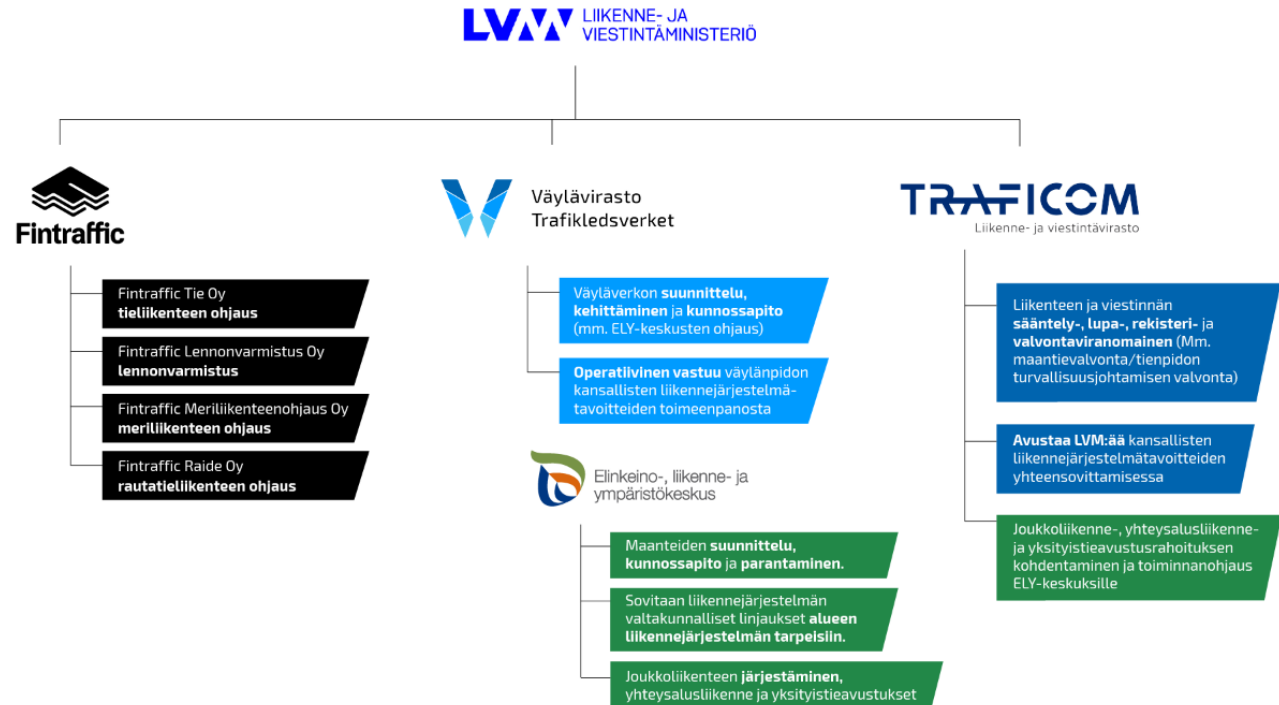 LVM LIIKENNE- JA
VIESTINTÄMINISTERIÖ
Fintraffic
Fintraffic Tie Oy
tieliikenteen ohjaus
Fintraffic Lennonvarmistus Oy
lennonvarmistus
Fintraffic Meriliikenteenohjaus Oy
meriliikenteen ohjaus
Fintraffic Raide Oy
rautatieliikenteen ohjaus
Väylävirasto
Trafikledsverket
Väyläverkon suunnittelu,
kehittäminen ja kunnossapito
(mm. ELY-keskusten ohjaus)
Operatiivinen vastuu väylänpidon
kansallisten liikennejärjestelmä-
tavoitteiden toimeenpanosta
Elinkeino-, liikenne- ja
ympäristökeskus
Maanteiden suunnittelu,
kunnossapito ja parantaminen.
Sovitaan liikennejärjestelmän
valtakunnalliset linjaukset alueen
liikennejärjestelmän tarpeisiin.
Joukkoliikenteen järjestäminen,
yhteysalusliikenne ja yksityistieavustukset
TRAFICOM
Liikenne- ja viestintävirasto
Liikenteen ja viestinnän
sääntely-, lupa-, rekisteri- ja
valvontaviranomainen (Mm.
maantievalvonta/tienpidon
turvallisuusjohtamisen valvonta)
Avustaa LVM:ää kansallisten
liikennejärjestelmätavoitteiden
yhteensovittamisessa
Joukkoliikenne-, yhteysalusliikenne-
ja yksityistieavustusrahoituksen
kohdentaminen ja toiminnanohjaus
ELY-keskuksille